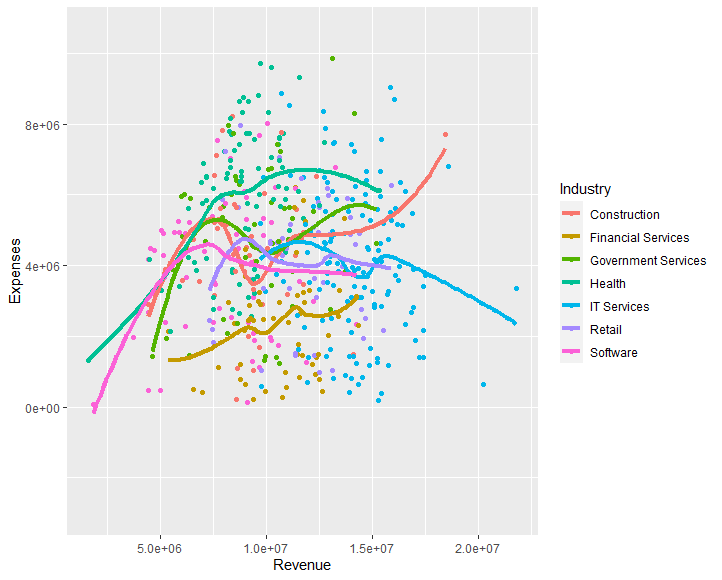 8e+06
4e+06
0e+00
Expenses
5.0e+06 1.0e+07 1.5e+07 2.0e+07
Revenue
Industry
Construction
Financial Services
Government Services
Health
IT Services
Retail
Software